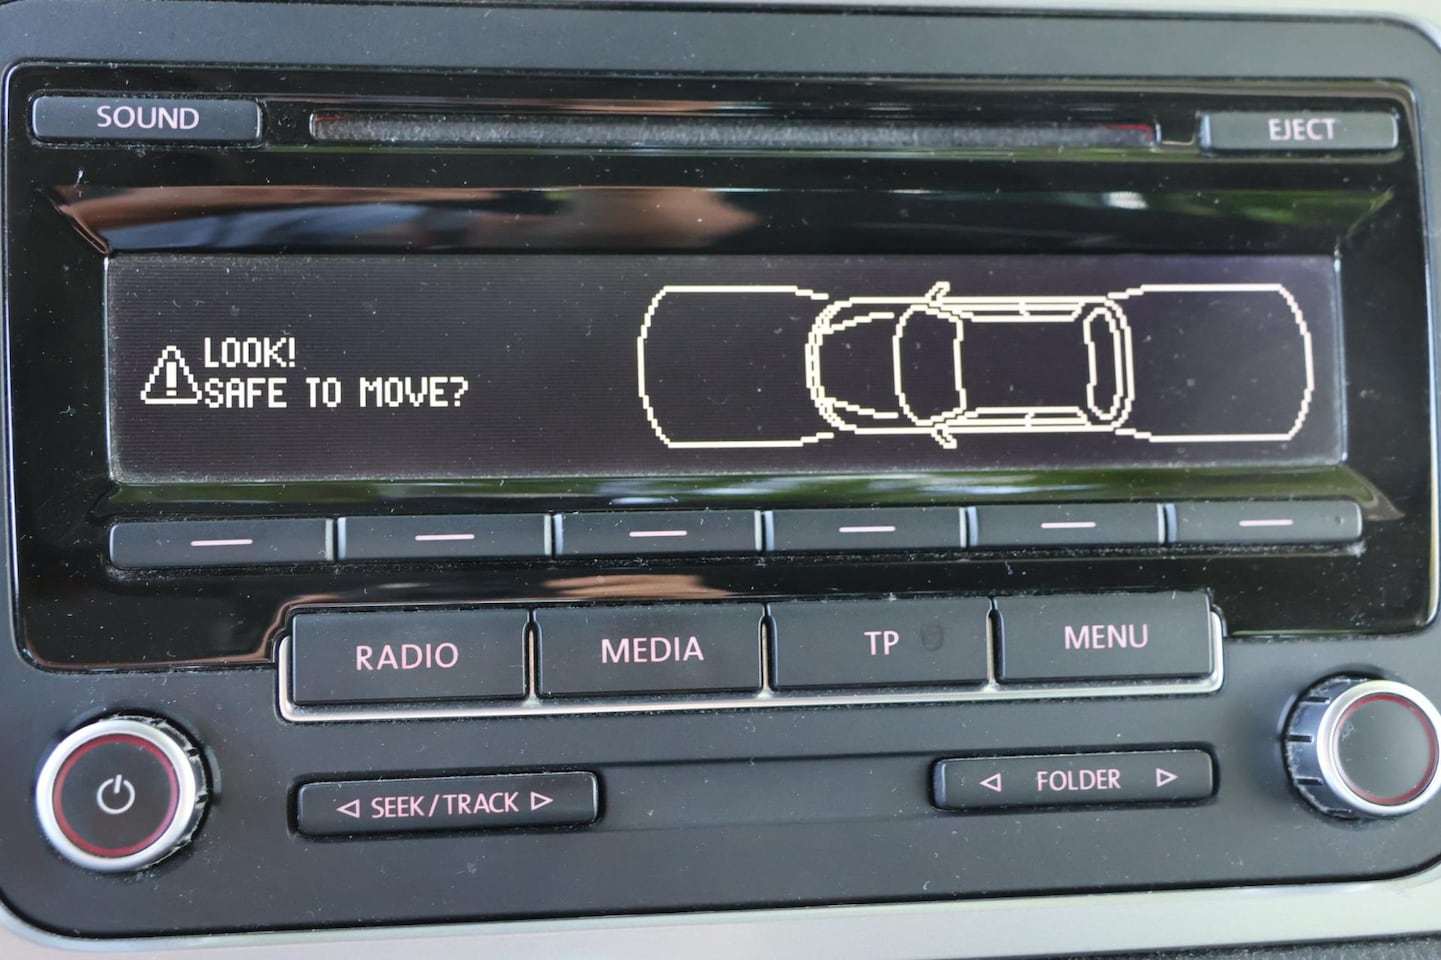 SOUND
EJECT
LOOK!
SAFE TO MOVE?
RADIO
MEDIA
TP
MENU
SEEK/TRACK
FOLDER